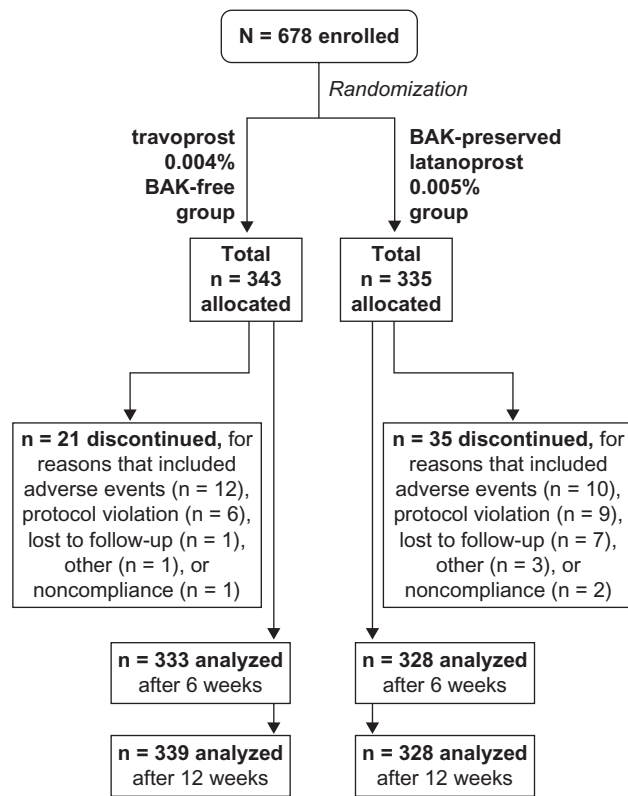 N = 678 enrolled
Randomization
travoprost
0.004%
BAK-free
group
BAK-preserved
latanoprost
0.005%
group
Total
n = 343
allocated
Total
n = 335
allocated
n = 21 discontinued, for
reasons that included
adverse events (n = 12),
protocol violation (n = 6),
lost to follow-up (n = 1),
other (n = 1), or
noncompliance (n = 1)
n = 35 discontinued, for
reasons that included
adverse events (n = 10),
protocol violation (n = 9),
lost to follow-up (n = 7),
other (n = 3), or
noncompliance (n = 2)
n = 333 analyzed
after 6 weeks
n = 328 analyzed
after 6 weeks
n = 339 analyzed
after 12 weeks
n = 328 analyzed
after 12 weeks